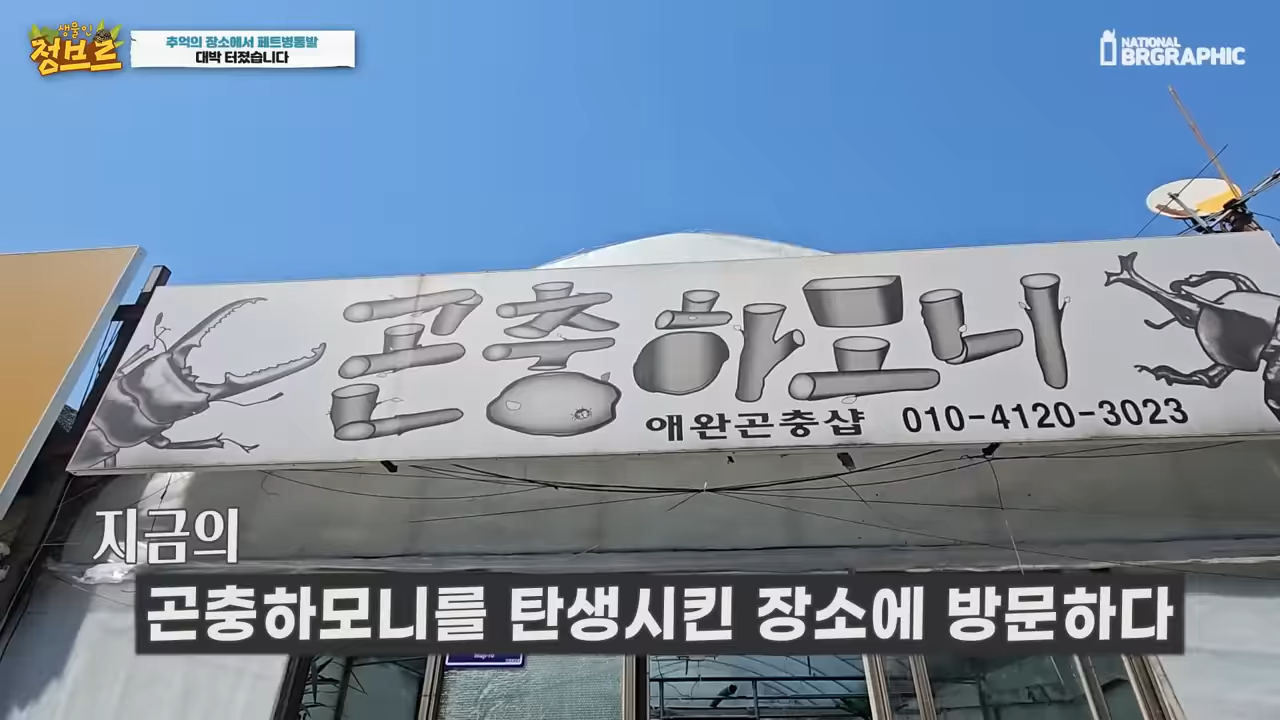 생물인
정브르
추억의 장소에서 페트병통발
대박 터졌습니다
NATIONAL
BRGRAPHIC
곤충하모니
애완곤충샵 010-4120-3023
지금의
곤충하모니를 탄생시킨 장소에 방문하다